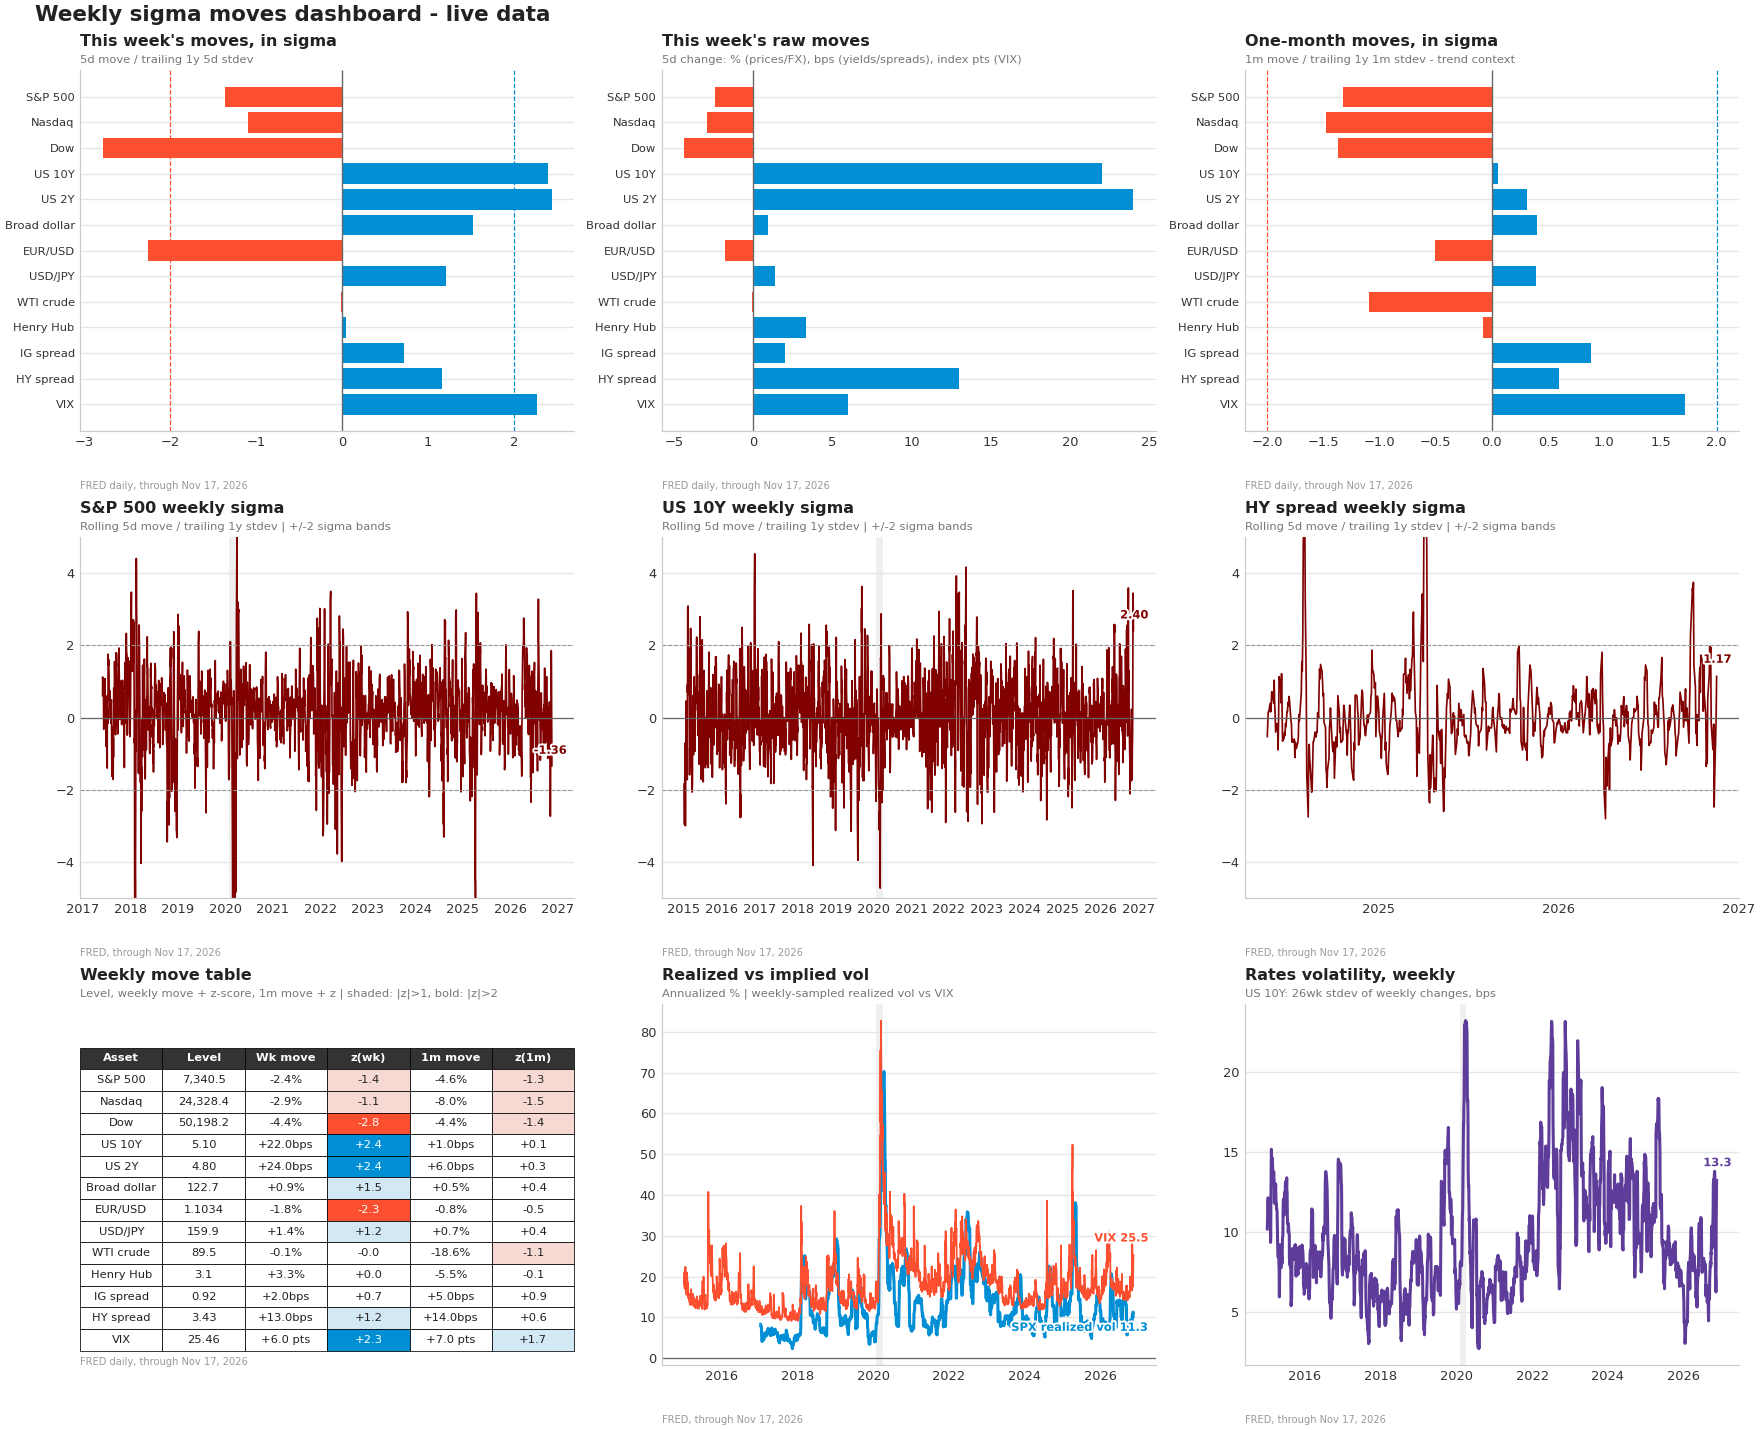 Weekly sigma moves dashboard - live data
This week's moves, in sigma
5d move / trailing 1y 5d stdev
S&P 500
Nasdaq
Dow
US 10Y
US 2Y
Broad dollar
EUR/USD
USD/JPY
WTI crude
Henry Hub
IG spread
HY spread
VIX
−3 −2 −1 0 1 2
FRED daily, through Nov 17, 2026
This week's raw moves
5d change: % (prices/FX), bps (yields/spreads), index pts (VIX)
S&P 500
Nasdaq
Dow
US 10Y
US 2Y
Broad dollar
EUR/USD
USD/JPY
WTI crude
Henry Hub
IG spread
HY spread
VIX
−5 0 5 10 15 20 25
FRED daily, through Nov 17, 2026
One-month moves, in sigma
1m move / trailing 1y 1m stdev - trend context
S&P 500
Nasdaq
Dow
US 10Y
US 2Y
Broad dollar
EUR/USD
USD/JPY
WTI crude
Henry Hub
IG spread
HY spread
VIX
−2.0 −1.5 −1.0 −0.5 0.0 0.5 1.0 1.5 2.0
FRED daily, through Nov 17, 2026
S&P 500 weekly sigma
Rolling 5d move / trailing 1y stdev | +/-2 sigma bands
4
2
0
−2
−4
-1.36
2017 2018 2019 2020 2021 2022 2023 2024 2025 2026 2027
FRED, through Nov 17, 2026
US 10Y weekly sigma
Rolling 5d move / trailing 1y stdev | +/-2 sigma bands
4
2
0
−2
−4
2.40
2015 2016 2017 2018 2019 2020 2021 2022 2023 2024 2025 2026 2027
FRED, through Nov 17, 2026
HY spread weekly sigma
Rolling 5d move / trailing 1y stdev | +/-2 sigma bands
4
2
0
−2
−4
1.17
2025 2026 2027
FRED, through Nov 17, 2026
Weekly move table
Level, weekly move + z-score, 1m move + z | shaded: |z|>1, bold: |z|>2
Asset Level Wk move z(wk) 1m move z(1m)
S&P 500 7,340.5 -2.4% -1.4 -4.6% -1.3
Nasdaq 24,328.4 -2.9% -1.1 -8.0% -1.5
Dow 50,198.2 -4.4% -2.8 -4.4% -1.4
US 10Y 5.10 +22.0bps +2.4 +1.0bps +0.1
US 2Y 4.80 +24.0bps +2.4 +6.0bps +0.3
Broad dollar 122.7 +0.9% +1.5 +0.5% +0.4
EUR/USD 1.1034 -1.8% -2.3 -0.8% -0.5
USD/JPY 159.9 +1.4% +1.2 +0.7% +0.4
WTI crude 89.5 -0.1% -0.0 -18.6% -1.1
Henry Hub 3.1 +3.3% +0.0 -5.5% -0.1
IG spread 0.92 +2.0bps +0.7 +5.0bps +0.9
HY spread 3.43 +13.0bps +1.2 +14.0bps +0.6
VIX 25.46 +6.0 pts +2.3 +7.0 pts +1.7
FRED daily, through Nov 17, 2026
Realized vs implied vol
Annualized % | weekly-sampled realized vol vs VIX
80
70
60
50
40
30
20
10
0
VIX 25.5
SPX realized vol 11.3
2016 2018 2020 2022 2024 2026
FRED, through Nov 17, 2026
Rates volatility, weekly
US 10Y: 26wk stdev of weekly changes, bps
20
15
10
5
13.3
2016 2018 2020 2022 2024 2026
FRED, through Nov 17, 2026